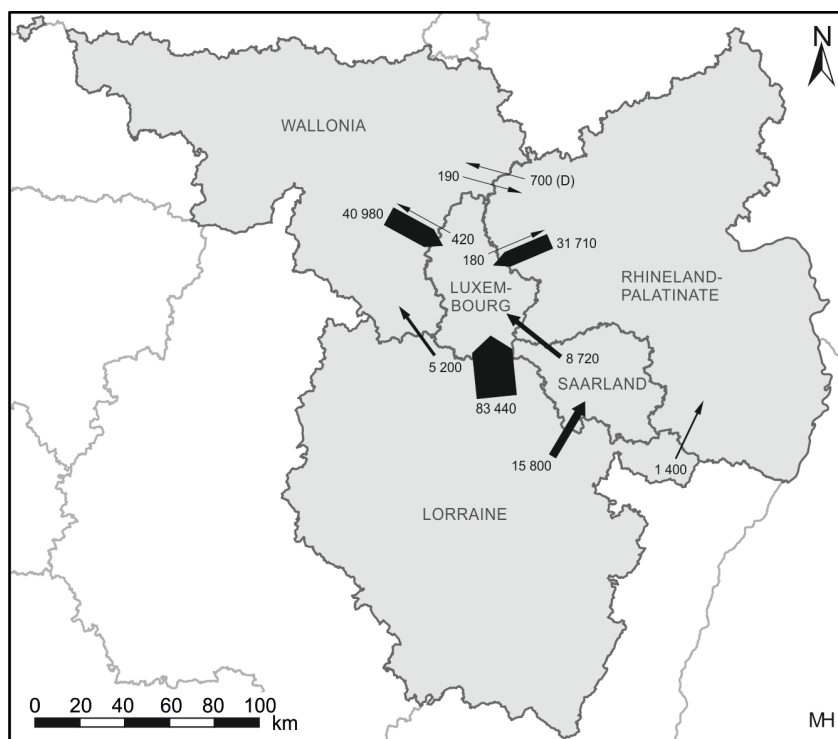 N
WALLONIA
190
700 (D)
40 980
420
180
31 710
LUXEM-
BOURG
RHINELAND-
PALATINATE
5 200
8 720
SAARLAND
83 440
15 800
1 400
LORRAINE
0 20 40 60 80 100
km
MH